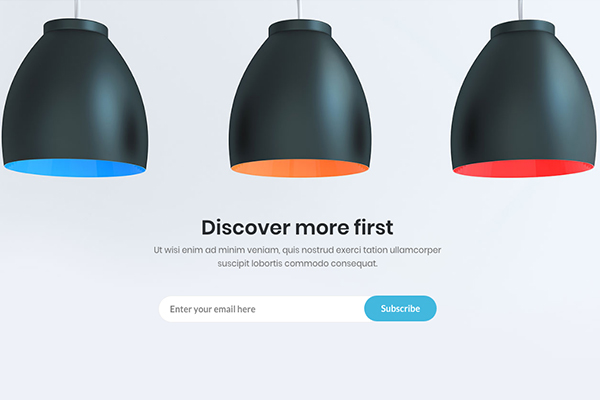 Discover more first
Ut wisi enim ad minim veniam, quis nostrud exerci tation ullamcorper
suscipit lobortis commodo consequat.
Enter your email here
Subscribe